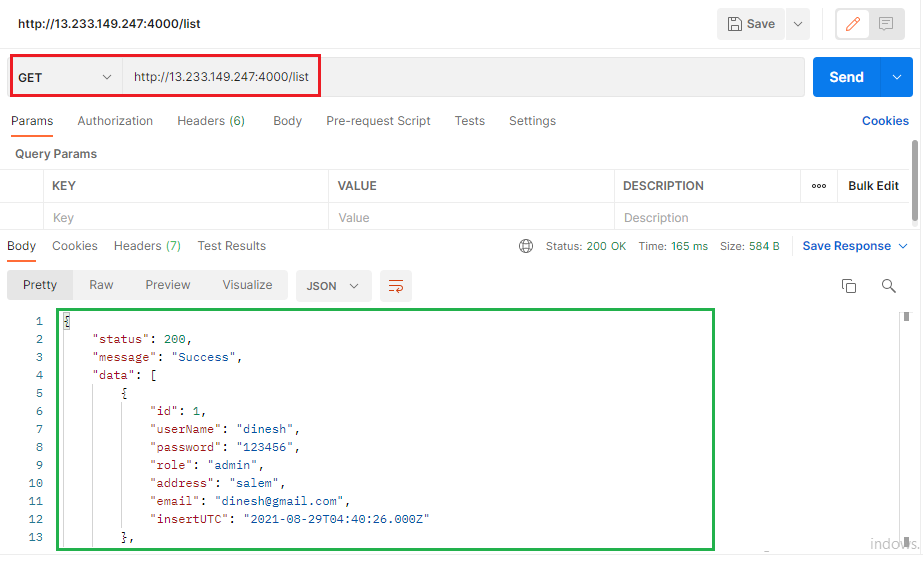 http://13.233.149.247:4000/list Save
GET http://13.233.149.247:4000/list Send
Params Authorization Headers (6) Body Pre-request Script Tests Settings Cookies
Query Params
KEY VALUE DESCRIPTION ooo Bulk Edit
Key Value Description
Body Cookies Headers (7) Test Results Status: 200 OK Time: 165 ms Size: 584 B Save Response
Pretty Raw Preview Visualize JSON
1 {
2 "status": 200,
3 "message": "Success",
4 "data": [
5 {
6 "id": 1,
7 "userName": "dinesh",
8 "password": "123456",
9 "role": "admin",
10 "address": "salem",
11 "email": "dinesh@gmail.com",
12 "insertUTC": "2021-08-29T04:40:26.000Z"
13 },
indows.